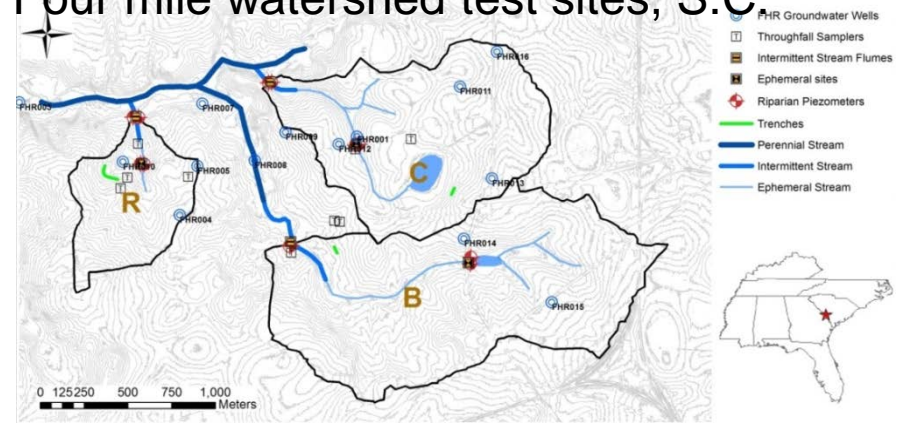 Four mile watershed test sites, S.C.
FHR Groundwater Wells
Throughfall Samplers
Intermittent Stream Flumes
Ephemeral sites
Riparian Piezometers
Trenches
Perennial Stream
Intermittent Stream
Ephemeral Stream
FHR016
FHR011
FHR003
FHR007
FHR009
FHR001
FHR012
FHR008
FHR005
FHR013
FHR004
FHR014
FHR015
R
C
B
0 125250 500 750 1,000
Meters